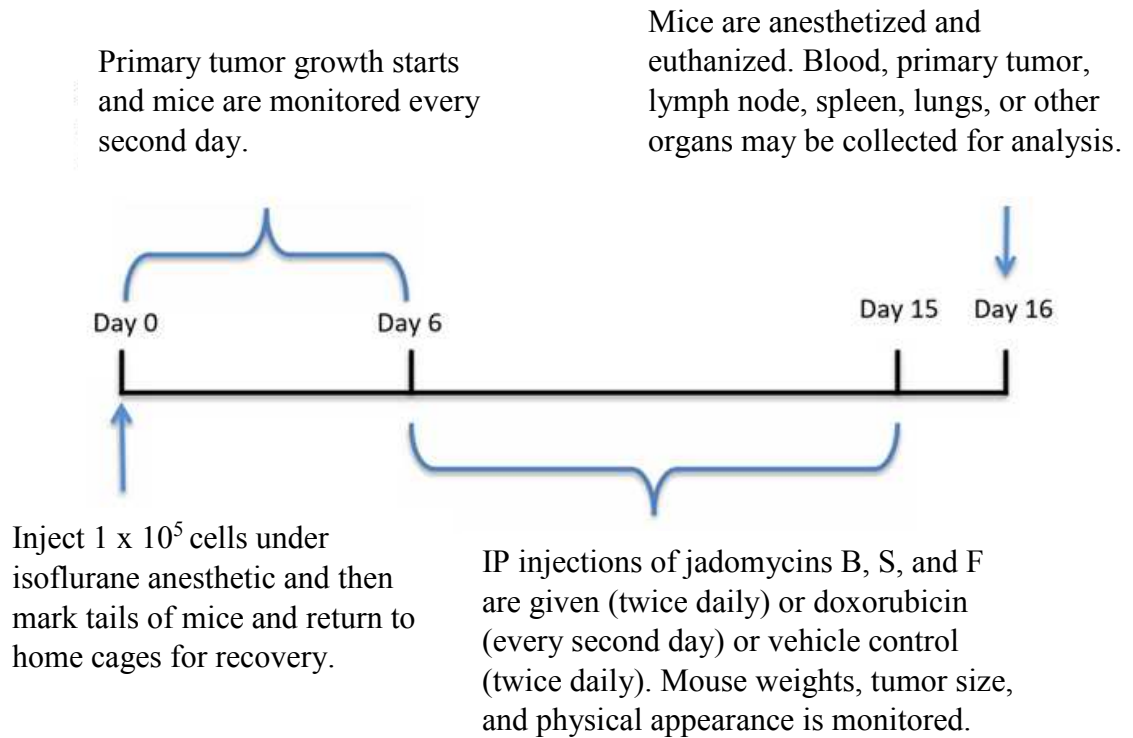 Primary tumor growth starts
and mice are monitored every
second day.
Mice are anesthetized and
euthanized. Blood, primary tumor,
lymph node, spleen, lungs, or other
organs may be collected for analysis.
Day 0
Day 6
Day 15
Day 16
Inject 1 x 10⁵ cells under
isoflurane anesthetic and then
mark tails of mice and return to
home cages for recovery.
IP injections of jadomycins B, S, and F
are given (twice daily) or doxorubicin
(every second day) or vehicle control
(twice daily). Mouse weights, tumor size,
and physical appearance is monitored.